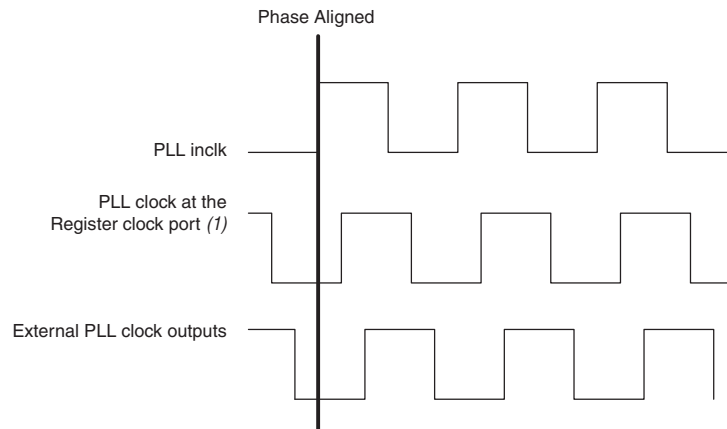 Phase Aligned
PLL inclk
PLL clock at the
Register clock port (1)
External PLL clock outputs